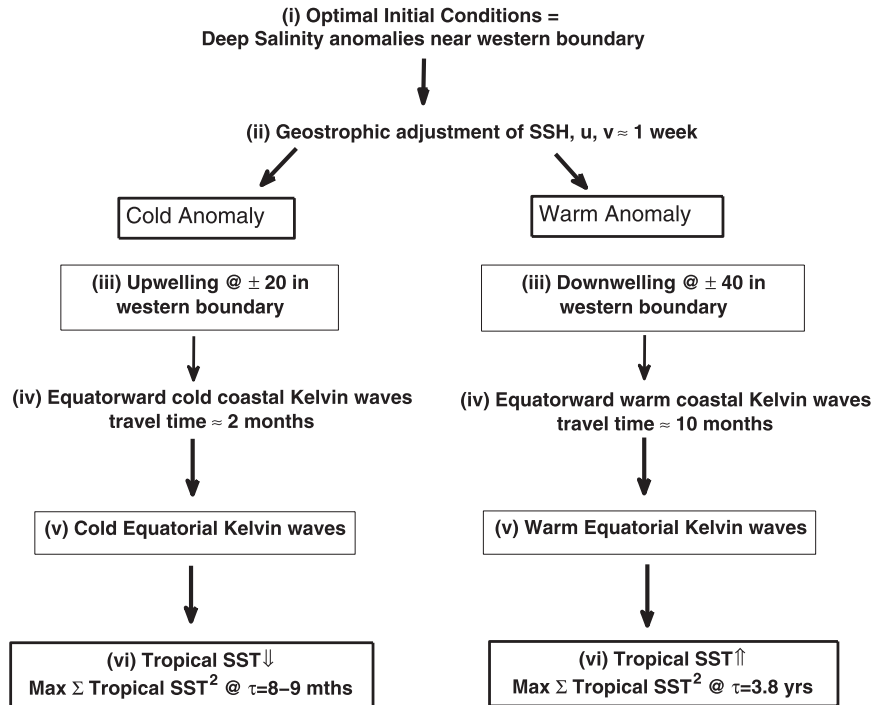 (i) Optimal Initial Conditions =
Deep Salinity anomalies near western boundary
(ii) Geostrophic adjustment of SSH, u, v ≈ 1 week
Cold Anomaly
(iii) Upwelling @ ± 20 in
western boundary
(iv) Equatorward cold coastal Kelvin waves
travel time ≈ 2 months
(v) Cold Equatorial Kelvin waves
(vi) Tropical SST⇓
Max Σ Tropical SST² @ τ=8−9 mths
Warm Anomaly
(iii) Downwelling @ ± 40 in
western boundary
(iv) Equatorward warm coastal Kelvin waves
travel time ≈ 10 months
(v) Warm Equatorial Kelvin waves
(vi) Tropical SST⇑
Max Σ Tropical SST² @ τ=3.8 yrs